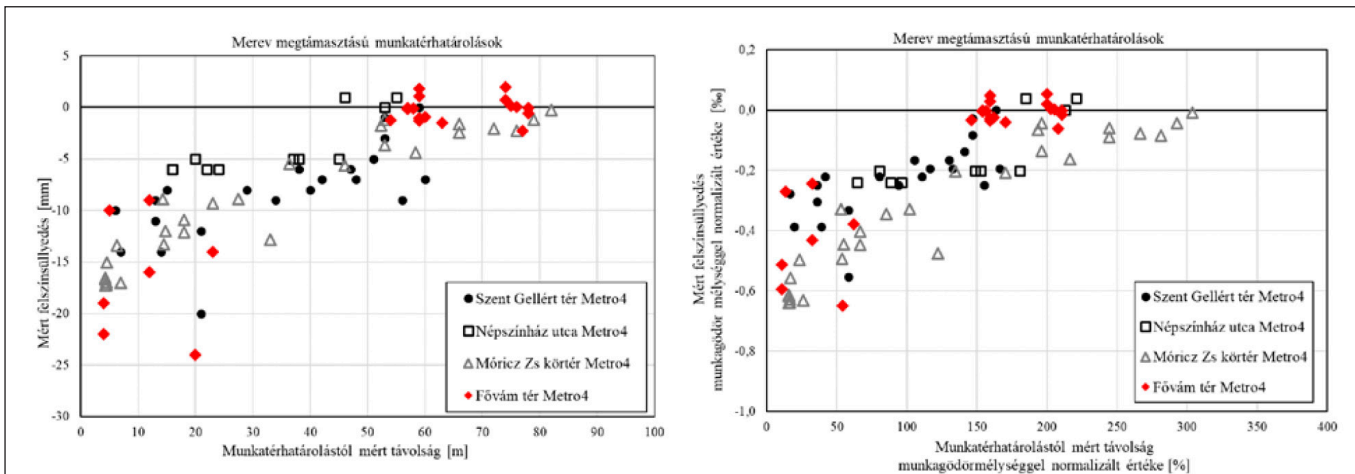 Merev megtámasztású munkatérhatárolások
5
0
-5
-10
-15
-20
-25
-30
0 10 20 30 40 50 60 70 80 90 100
Mért felszínsüllyedés [mm]
Munkatérhatárolástól mért távolság [m]
Szent Gellért tér Metro4
Népszínház utca Metro4
Móricz Zs körtér Metro4
Fővám tér Metro4
Merev megtámasztású munkatérhatárolások
0,2
0,0
-0,2
-0,4
-0,6
-0,8
-1,0
0 50 100 150 200 250 300 350 400
Mért felszínsüllyedés
munkagödör mélységgel normalizált értéke [‰]
Munkatérhatárolástól mért távolság
munkagödörmélységgel normalizált értéke [%]
Szent Gellért tér Metro4
Népszínház utca Metro4
Móricz Zs körtér Metro4
Fővám tér Metro4